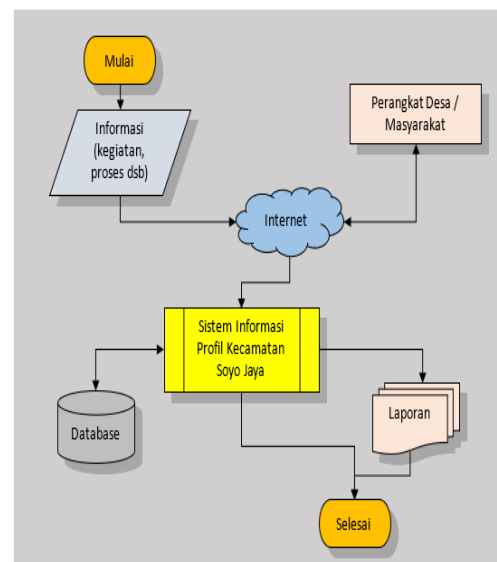 Mulai
Informasi
(kegiatan,
proses dsb)
Perangkat Desa /
Masyarakat
Internet
Sistem Informasi
Profil Kecamatan
Soyo Jaya
Database
Laporan
Selesai